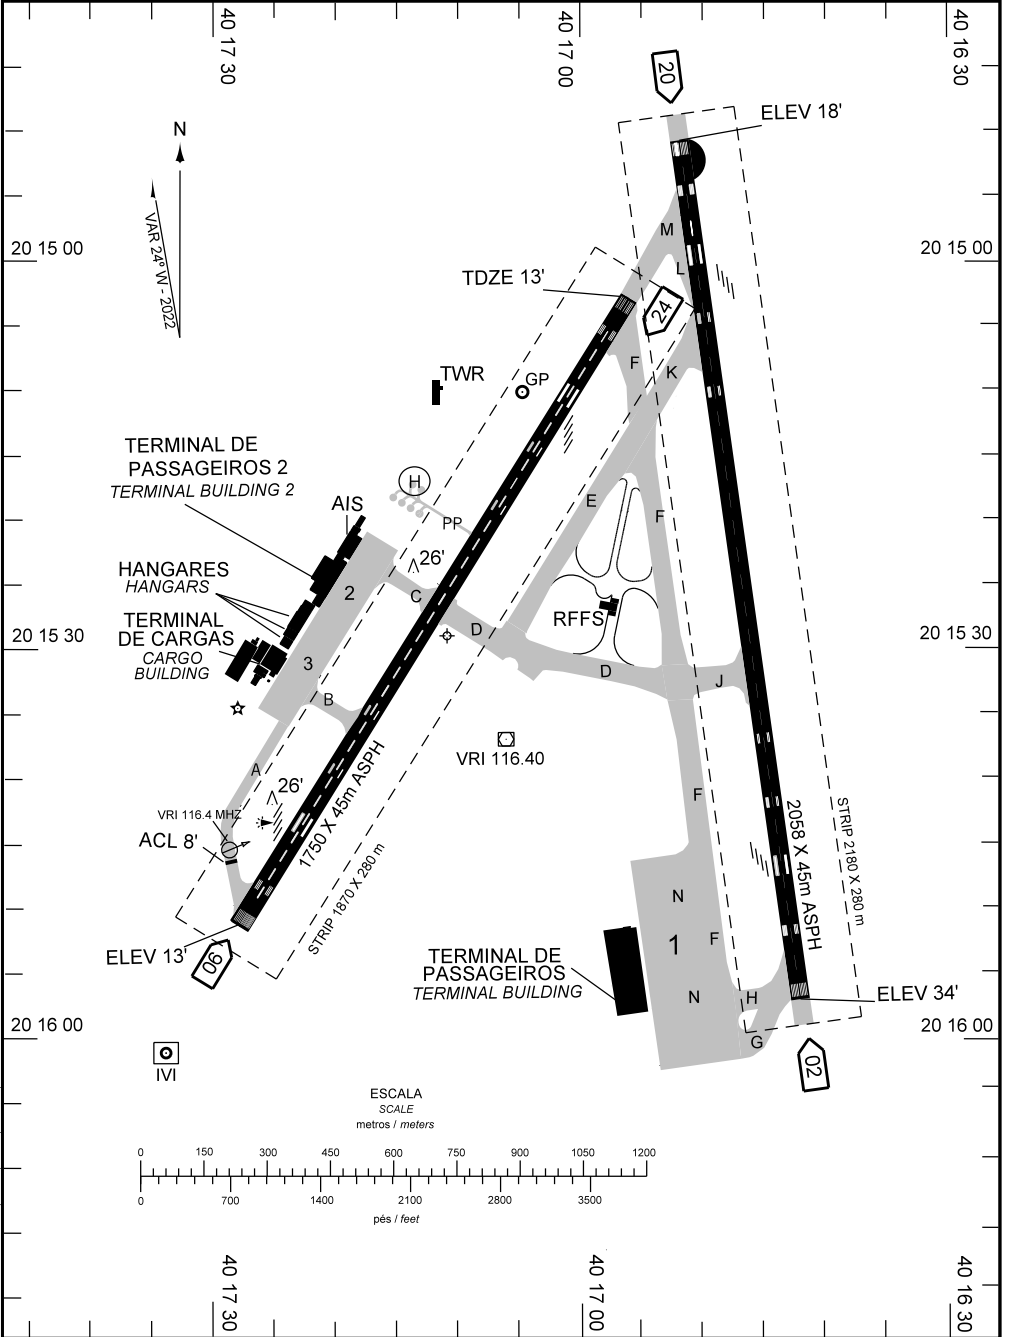 40 17 30
40 17 00
40 16 30
20
ELEV 18'
N
VAR 24º W - 2022
M
20 15 00
20 15 00
L
TDZE 13'
24
F
K
TWR
GP
TERMINAL DE
PASSAGEIROS 2
TERMINAL BUILDING 2
H
AIS
E
PP
F
26'
HANGARES
HANGARS
2
C
TERMINAL
DE CARGAS
CARGO
BUILDING
RFFS
D
20 15 30
20 15 30
3
D
J
B
VRI 116.40
A
26'
F
VRI 116.4 MHZ
ACL 8'
1750 X 45m ASPH
STRIP 1870 X 280 m
2058 X 45m ASPH
STRIP 2180 X 280 m
N
1
F
ELEV 13'
06
TERMINAL DE
PASSAGEIROS
TERMINAL BUILDING
N
H
ELEV 34'
20 16 00
20 16 00
G
02
IVI
ESCALA
SCALE
metros / meters
0 150 300 450 600 750 900 1050 1200
0 700 1400 2100 2800 3500
pés / feet
40 17 30
40 17 00
40 16 30